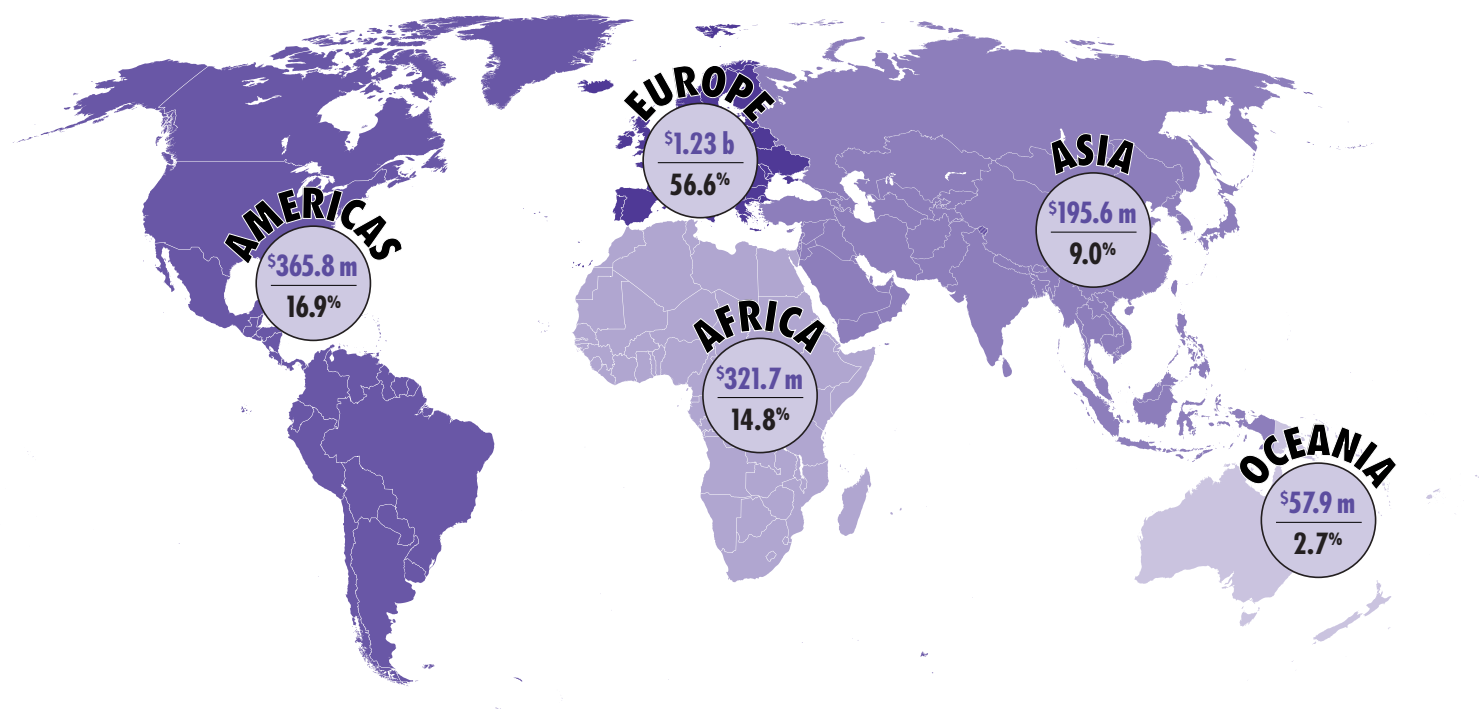 EUROPE
$1.23 b
56.6%
ASIA
$195.6 m
9.0%
AMERICAS
$365.8 m
16.9%
AFRICA
$321.7 m
14.8%
OCEANIA
$57.9 m
2.7%